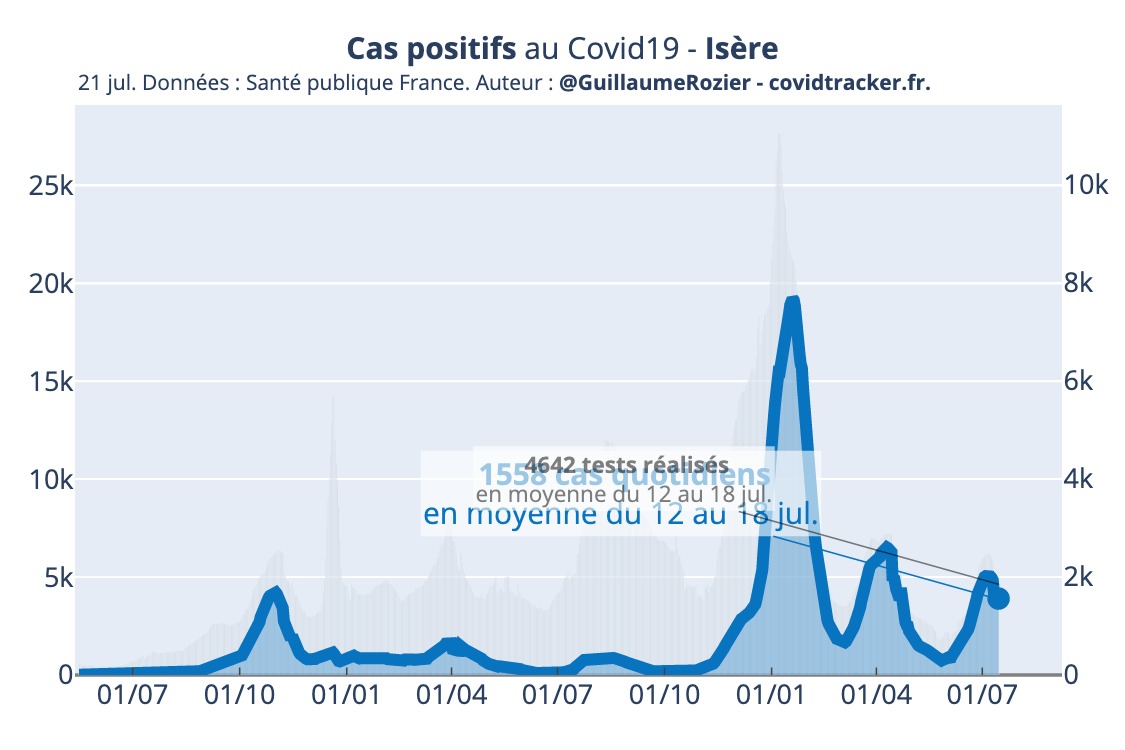 Cas positifs au Covid19 - Isère
21 jul. Données : Santé publique France. Auteur : @GuillaumeRozier - covidtracker.fr.
25k
20k
15k
10k
5k
0
10k
8k
6k
4k
2k
0
4642 tests réalisés
1558 cas quotidiens
en moyenne du 12 au 18 jul.
en moyenne du 12 au 18 jul.
01/07 01/10 01/01 01/04 01/07 01/10 01/01 01/04 01/07